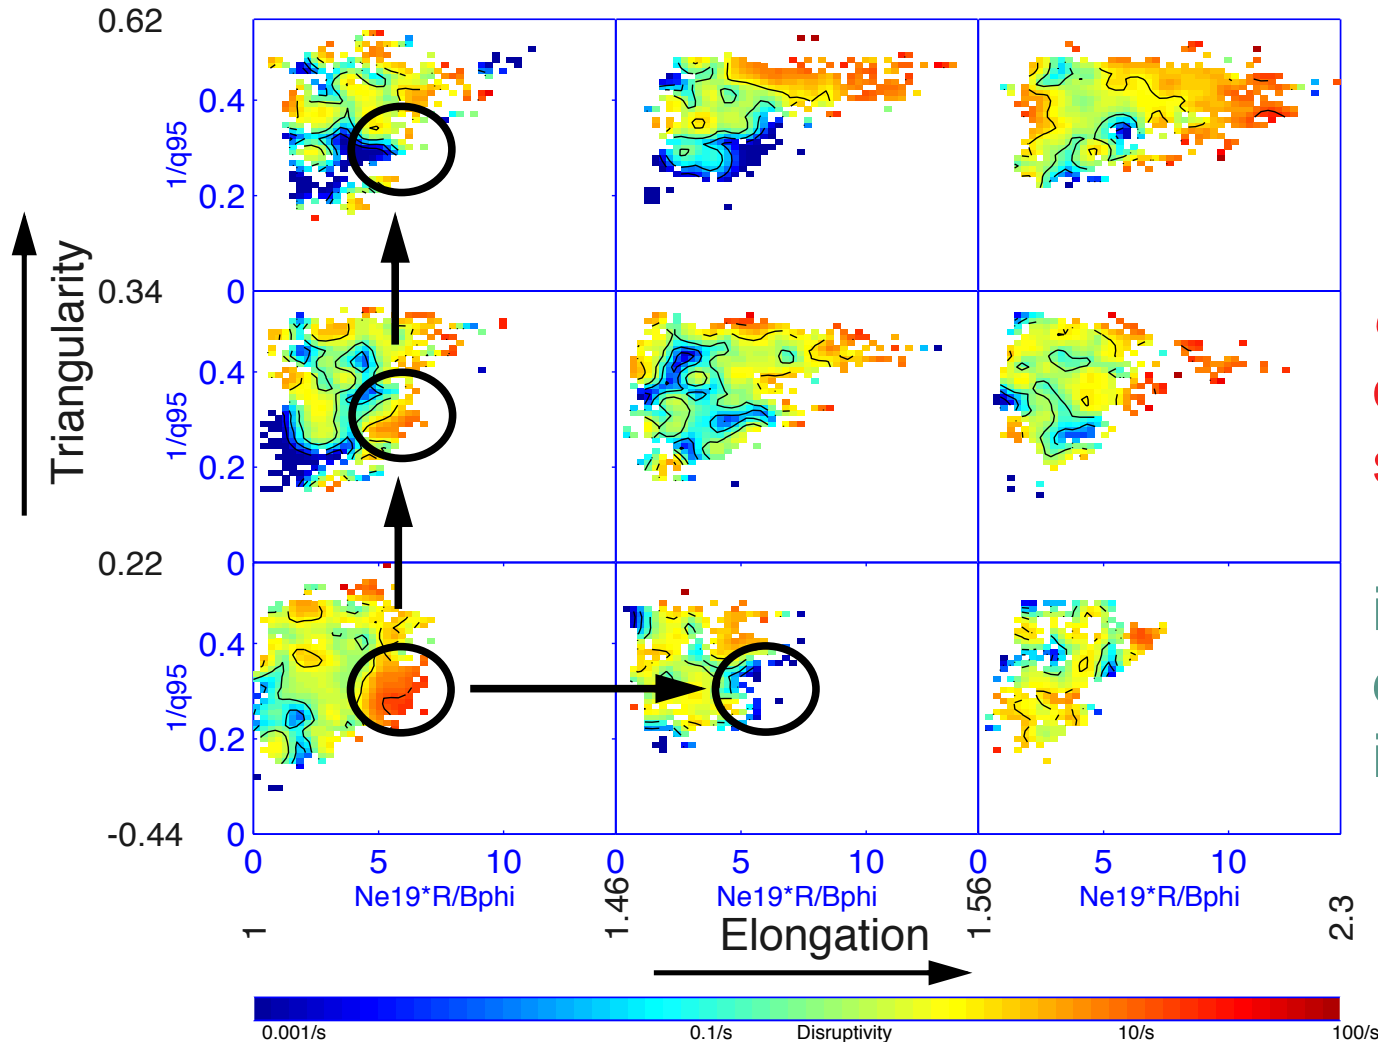 0.62
0.4
1/q95
0.2
0.34
0
Triangularity
0.4
1/q95
0.2
0.22
0
0.4
1/q95
0.2
-0.44
0
0 5 10 0 5 10 0 5 10
Ne19*R/Bphi Ne19*R/Bphi Ne19*R/Bphi
1 1.46 1.56 2.3
Elongation
0.001/s 0.1/s Disruptivity 10/s 100/s